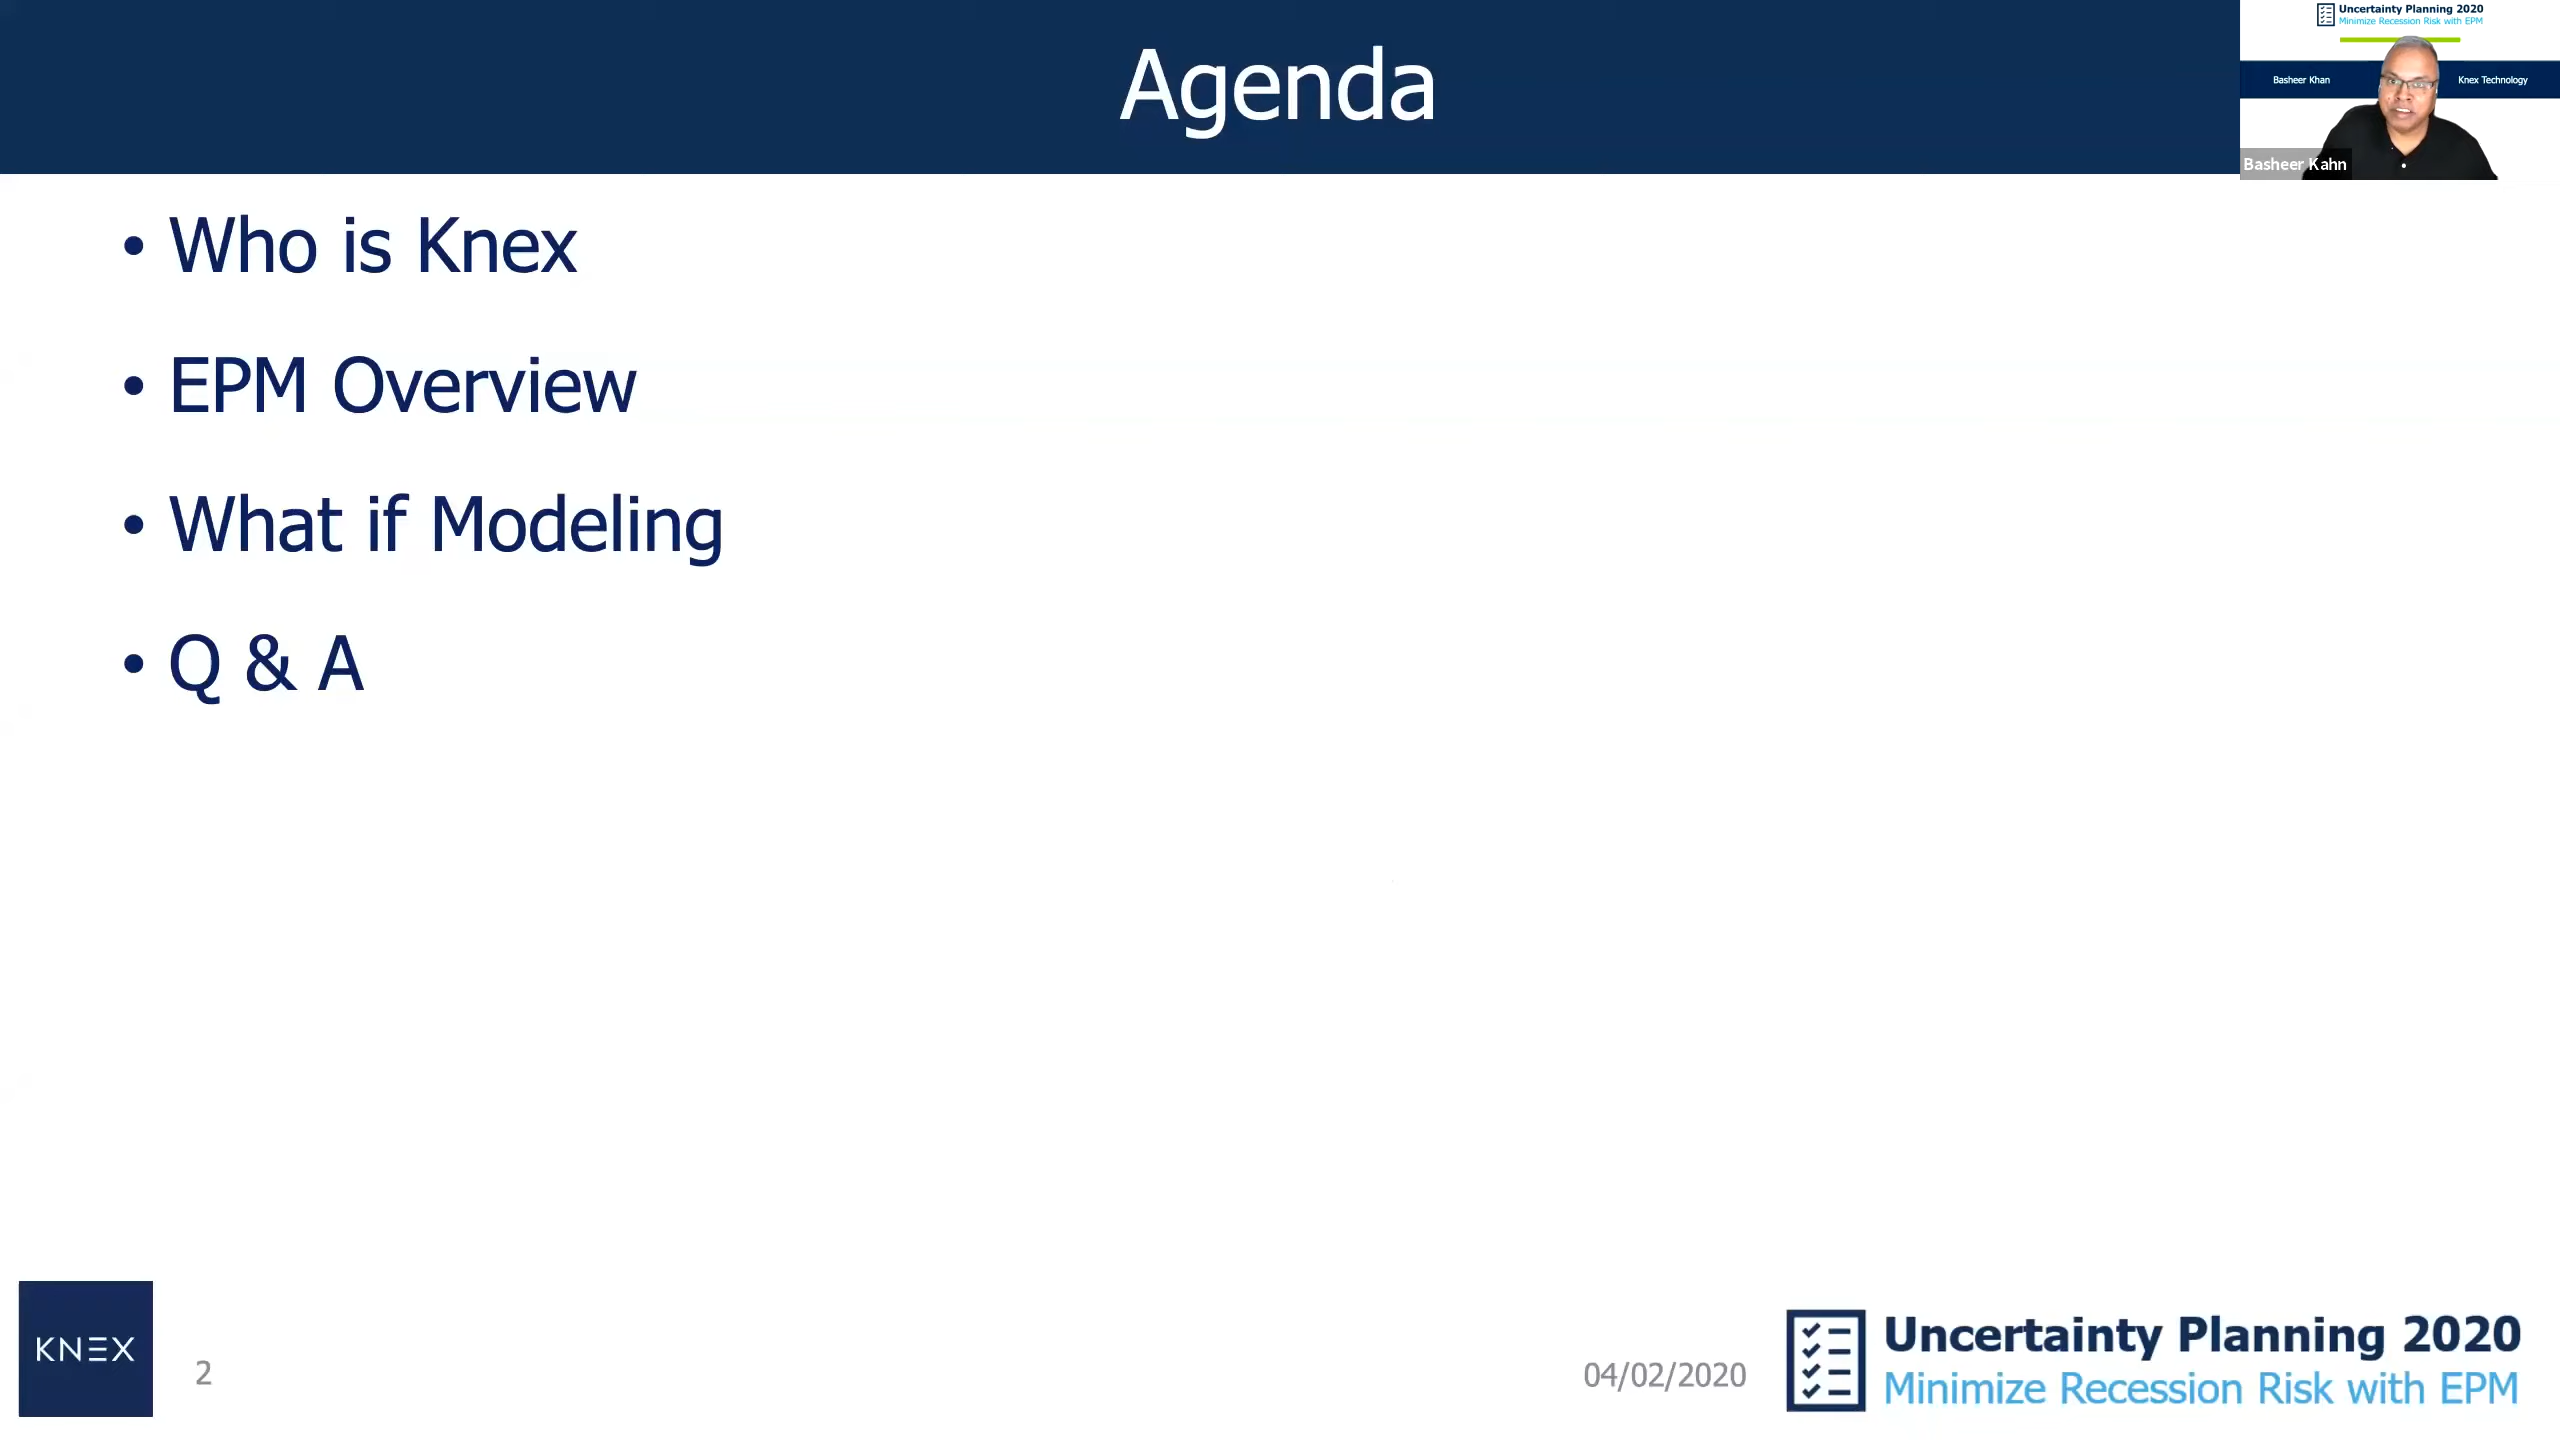 Agenda
Uncertainty Planning 2020
Minimize Recession Risk with EPM
Basheer Khan
Knex Technology
Basheer Kahn
• Who is Knex
• EPM Overview
• What if Modeling
• Q & A
KNEX
2
04/02/2020
Uncertainty Planning 2020
Minimize Recession Risk with EPM